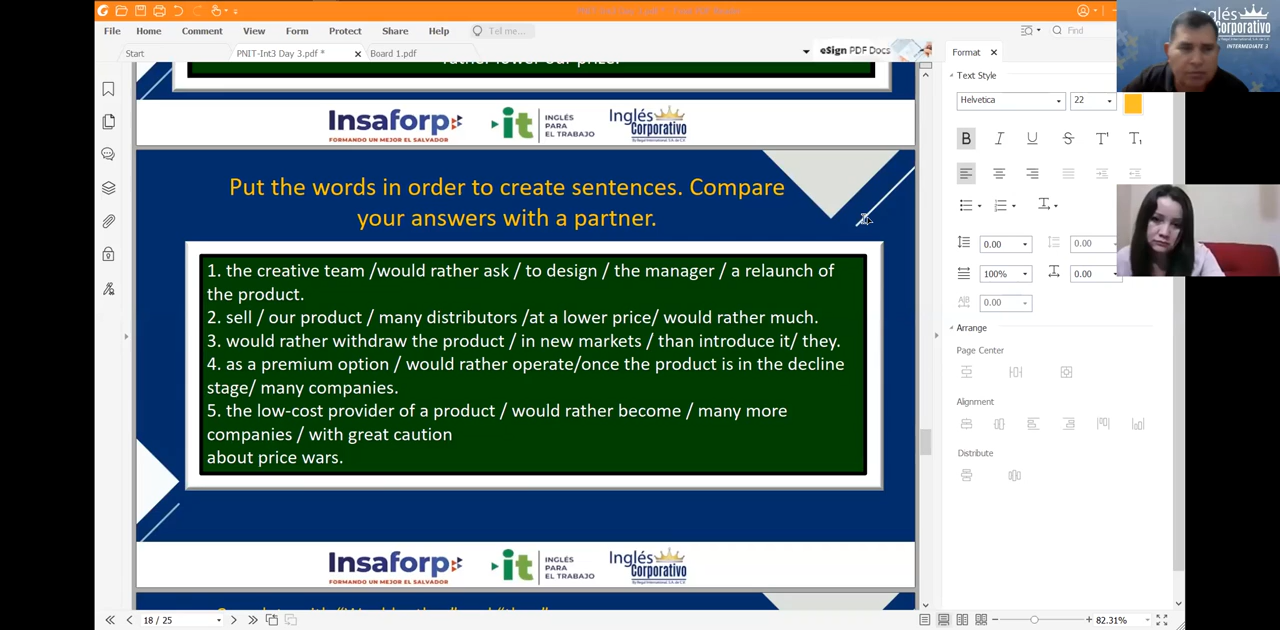 File Home Comment View Form Protect Share Help Tell me...
Find
Start PNIT-Int3 Day 3.pdf * Board 1.pdf
eSign PDF Docs
Inglés
Corporativo
INTERMEDIATE 3
Format
Text Style
Helvetica 22
0.00 0.00
100% 0.00
0.00
Arrange
Page Center
Alignment
Distribute
rather lower our prize.
Insaforp
FORMANDO UN MEJOR EL SALVADOR
it INGLÉS PARA EL TRABAJO
Inglés
Corporativo
Put the words in order to create sentences. Compare
your answers with a partner.
1. the creative team /would rather ask / to design / the manager / a relaunch of
the product.
2. sell / our product / many distributors /at a lower price/ would rather much.
3. would rather withdraw the product / in new markets / than introduce it/ they.
4. as a premium option / would rather operate/once the product is in the decline
stage/ many companies.
5. the low-cost provider of a product / would rather become / many more
companies / with great caution
about price wars.
Insaforp
FORMANDO UN MEJOR EL SALVADOR
it INGLÉS PARA EL TRABAJO
Inglés
Corporativo
18 / 25
82.31%